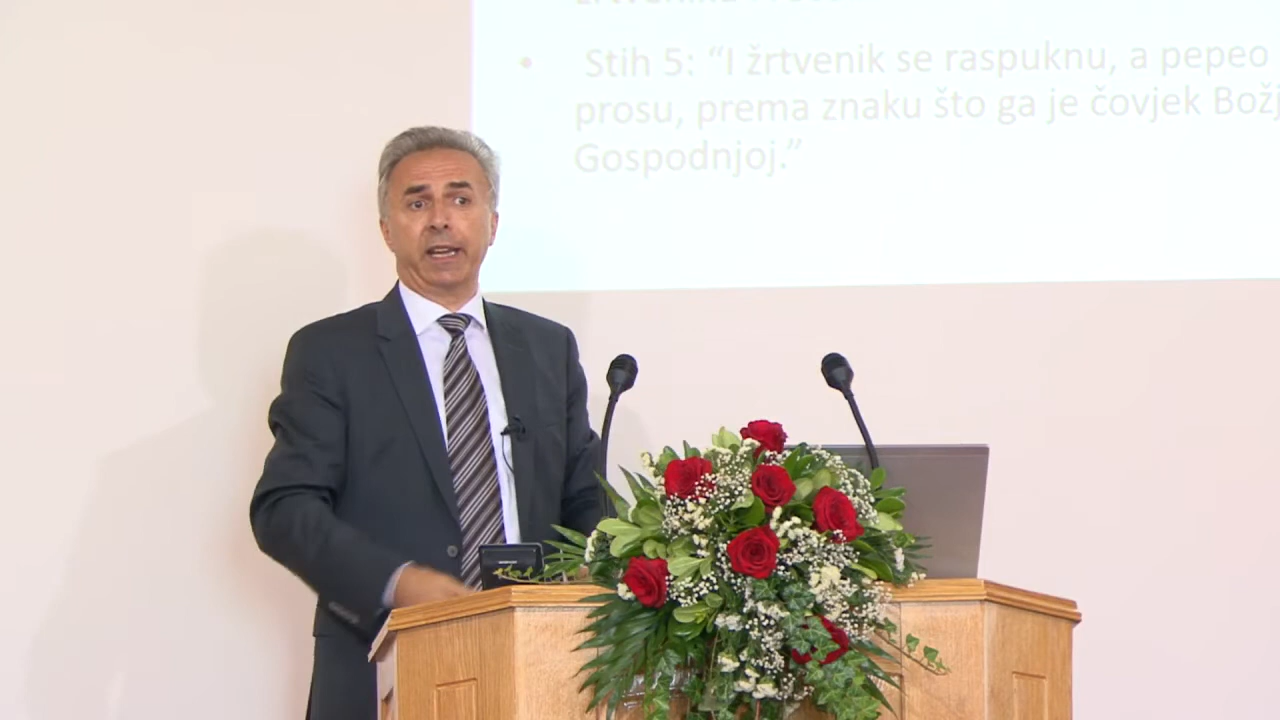 • Stih 5: “I žrtvenik se raspuknu, a pepeo
prosu, prema znaku što ga je čovjek Božj
Gospodnjoj.”